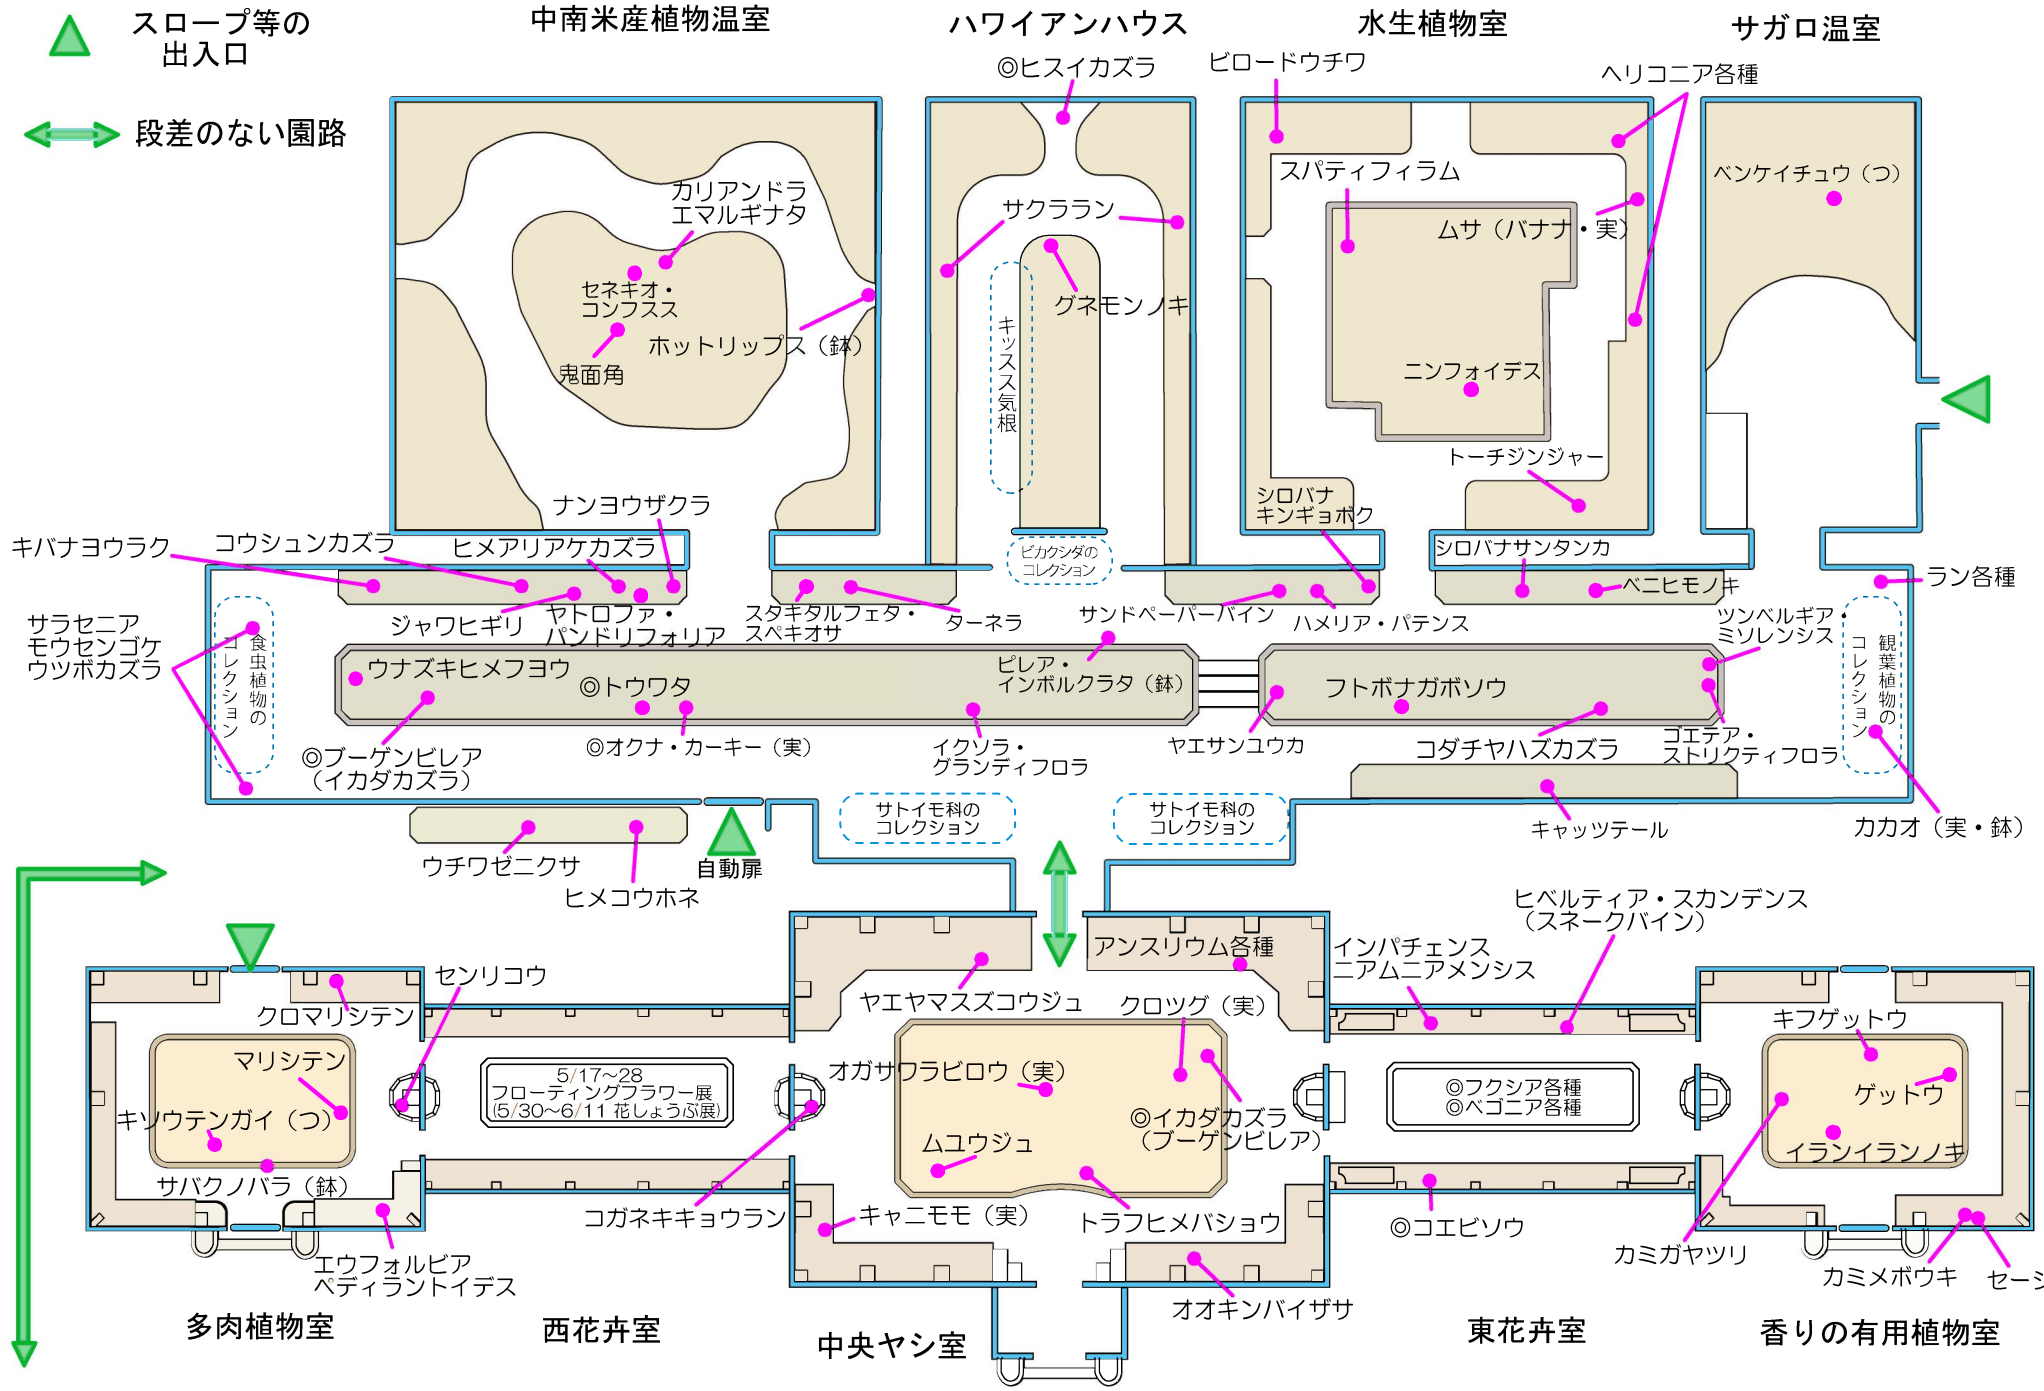 スロープ等の
出入口
段差のない園路
中南米産植物温室
ハワイアンハウス
水生植物室
サガロ温室
◎ヒスイカズラ
ビロードウチワ
ヘリコニア各種
カリアンドラ
エマルギナタ
セネキオ・
コンフスス
鬼面角
ホットリップス（鉢）
サクララン
グネモンノキ
キッスス気根
スパティフィラム
ムサ（バナナ・実）
ニンフォイデス
トーチジンジャー
ベンケイチュウ（つ）
シロバナ
キンギョボク
ナンヨウザクラ
キバナヨウラク
コウシュンカズラ
ヒメアリアケカズラ
ビカクシダの
コレクション
シロバナサンタンカ
ベニヒモノキ
ラン各種
サラセニア
モウセンゴケ
ウツボカズラ
食虫植物の
コレクション
ジャワヒギリ
ヤトロファ・
パンドリフォリア
スタキタルフェタ・
スペキオサ
ターネラ
サンドペーパーバイン
ハメリア・パテンス
ツンベルギア・
ミソレンシス
観葉植物の
コレクション
ウナズキヒメフヨウ
◎トウワタ
ピレア・
インボルクラタ（鉢）
フトボナガボソウ
◎ブーゲンビレア
（イカダカズラ）
◎オクナ・カーキー（実）
イクソラ・
グランディフロラ
ヤエサンユウカ
コダチヤハズカズラ
ゴエテア・
ストリクティフロラ
サトイモ科の
コレクション
サトイモ科の
コレクション
キャッツテール
カカオ（実・鉢）
ウチワゼニクサ
ヒメコウホネ
自動扉
ヒベルティア・スカンデンス
（スネークバイン）
アンスリウム各種
インパチェンス
ニアムニアメンシス
センリコウ
クロマリシテン
ヤエヤマスズコウジュ
クロツグ（実）
キフゲットウ
マリシテン
キソウテンガイ（つ）
サバクノバラ（鉢）
5/17～28
フローティングフラワー展
(5/30～6/11 花しょうぶ展)
オガサワラビロウ（実）
◎イカダカズラ
（ブーゲンビレア）
ムユウジュ
◎フクシア各種
◎ベゴニア各種
ゲットウ
イランイランノキ
コガネキキョウラン
キャニモモ（実）
トラフヒメバショウ
◎コエビソウ
カミガヤツリ
カミメボウキ
セージ
エウフォルビア
ペディラントイデス
オオキンバイザサ
多肉植物室
西花卉室
中央ヤシ室
東花卉室
香りの有用植物室